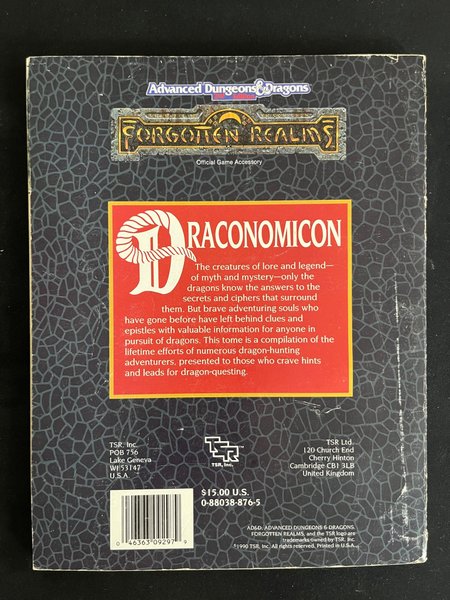 Advanced Dungeons & Dragons
FORGOTTEN REALMS
Official Game Accessory
DRACONOMICON
The creatures of lore and legend—
of myth and mystery—only the
dragons know the answers to the
secrets and ciphers that surround
them. But brave adventuring souls who
have gone before have left behind clues and
epistles with valuable information for anyone in
pursuit of dragons. This tome is a compilation of the
lifetime efforts of numerous dragon-hunting
adventurers, presented to those who crave hints
and leads for dragon-questing.
TSR, Inc.
POB 756
Lake Geneva
WI 53147
U.S.A.
TSR
TSR, Inc.
TSR Ltd.
120 Church End
Cherry Hinton
Cambridge CB1 3LB
United Kingdom
$15.00 U.S.
0-88038-876-5
0 46363 09297 9
AD&D, ADVANCED DUNGEONS & DRAGONS,
FORGOTTEN REALMS, and the TSR logo are
trademarks owned by TSR, Inc.
©1990 TSR, Inc. All rights reserved. Printed in U.S.A.